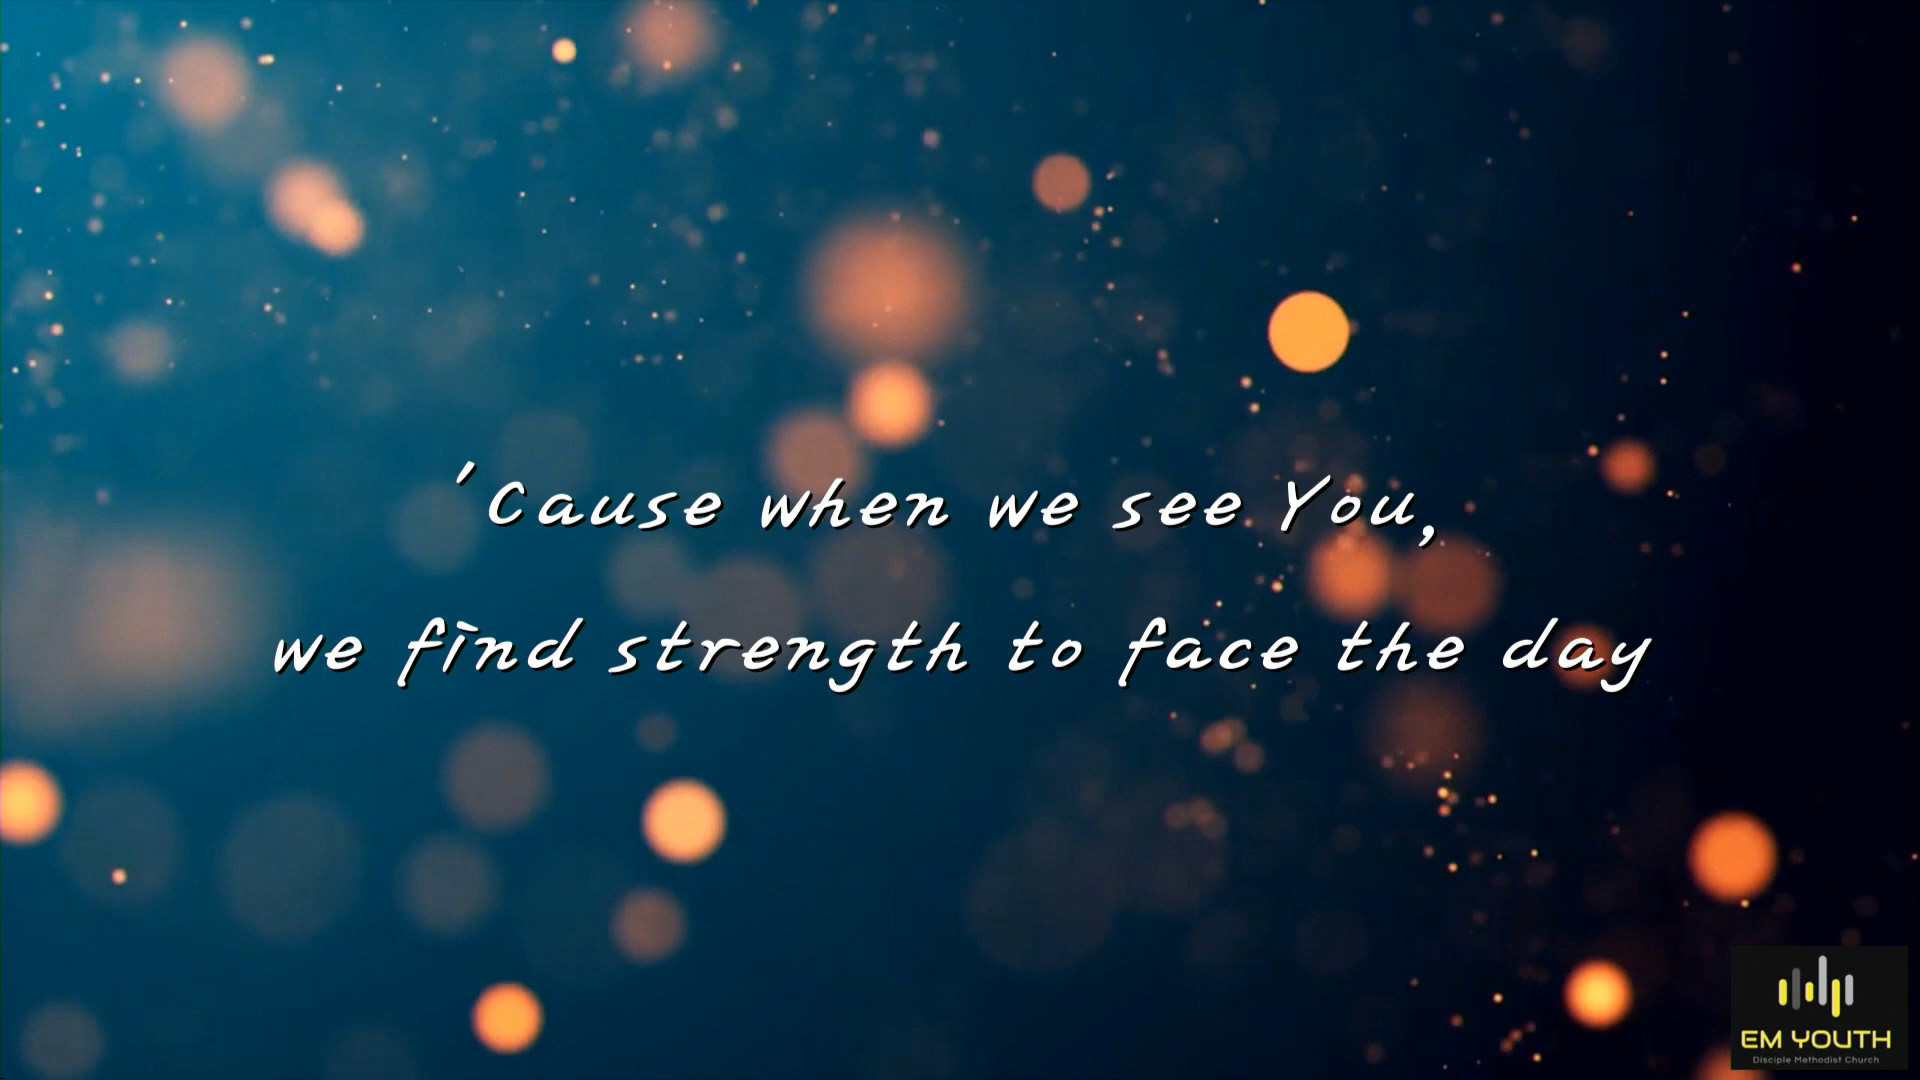 'Cause when we see You,
we find strength to face the day
EM YOUTH
Disciple Methodist Church